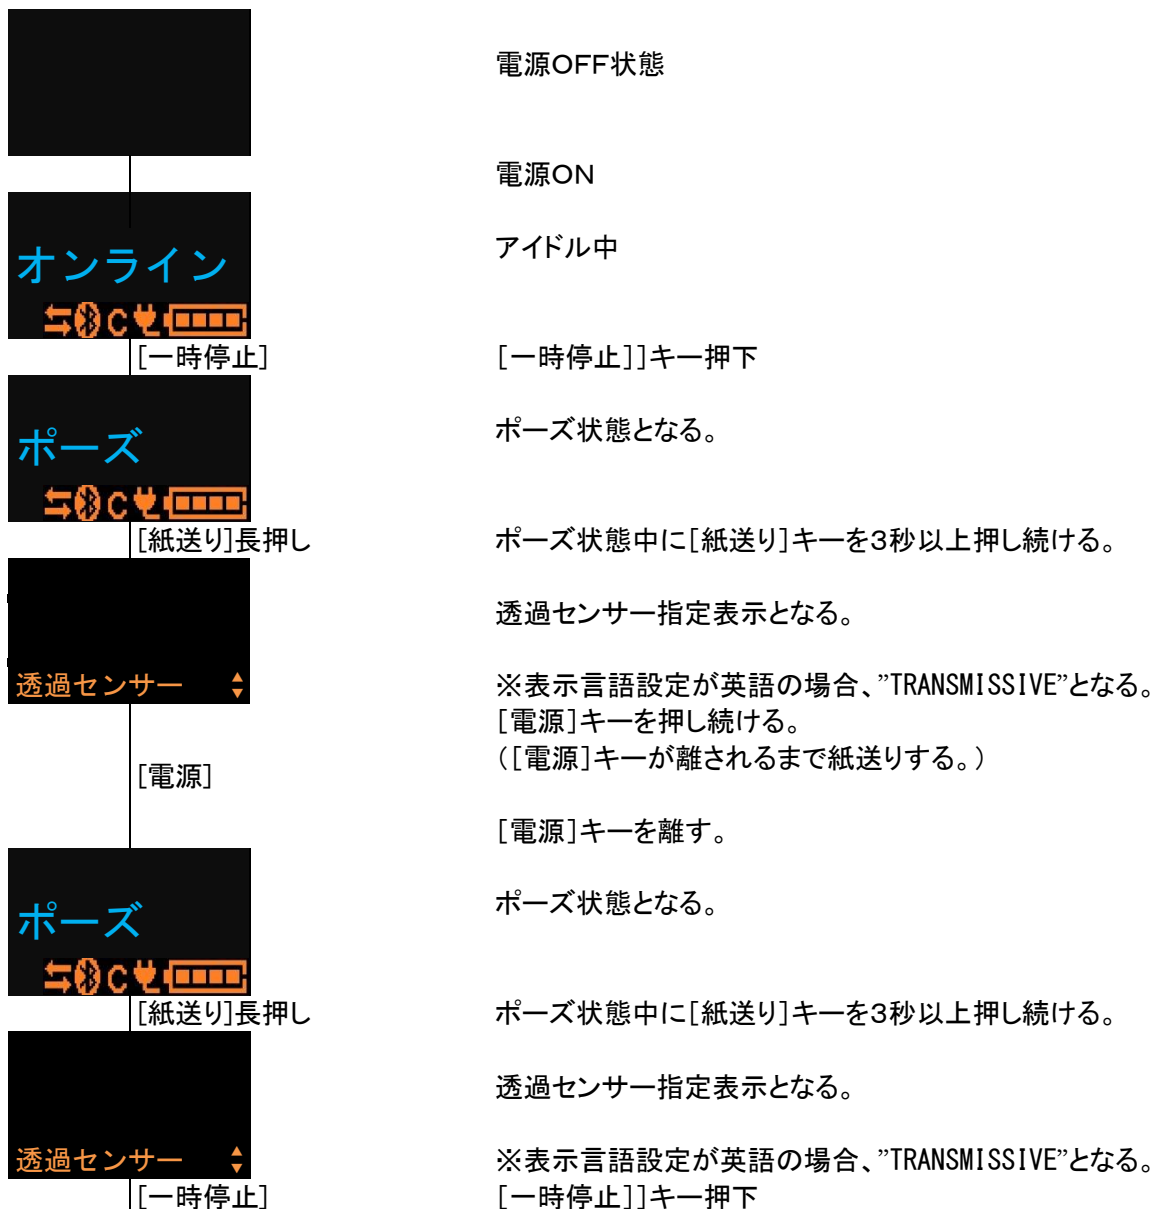 電源OFF状態
電源ON
オンライン
アイドル中
C
[一時停止]
[一時停止]]キー押下
ポーズ
ポーズ状態となる。
C
[紙送り]長押し
ポーズ状態中に[紙送り]キーを3秒以上押し続ける。
透過センサー指定表示となる。
透過センサー
※表示言語設定が英語の場合、”TRANSMISSIVE”となる。
[電源]キーを押し続ける。
([電源]キーが離されるまで紙送りする。)
[電源]
[電源]キーを離す。
ポーズ
ポーズ状態となる。
C
[紙送り]長押し
ポーズ状態中に[紙送り]キーを3秒以上押し続ける。
透過センサー指定表示となる。
透過センサー
※表示言語設定が英語の場合、”TRANSMISSIVE”となる。
[一時停止]
[一時停止]]キー押下